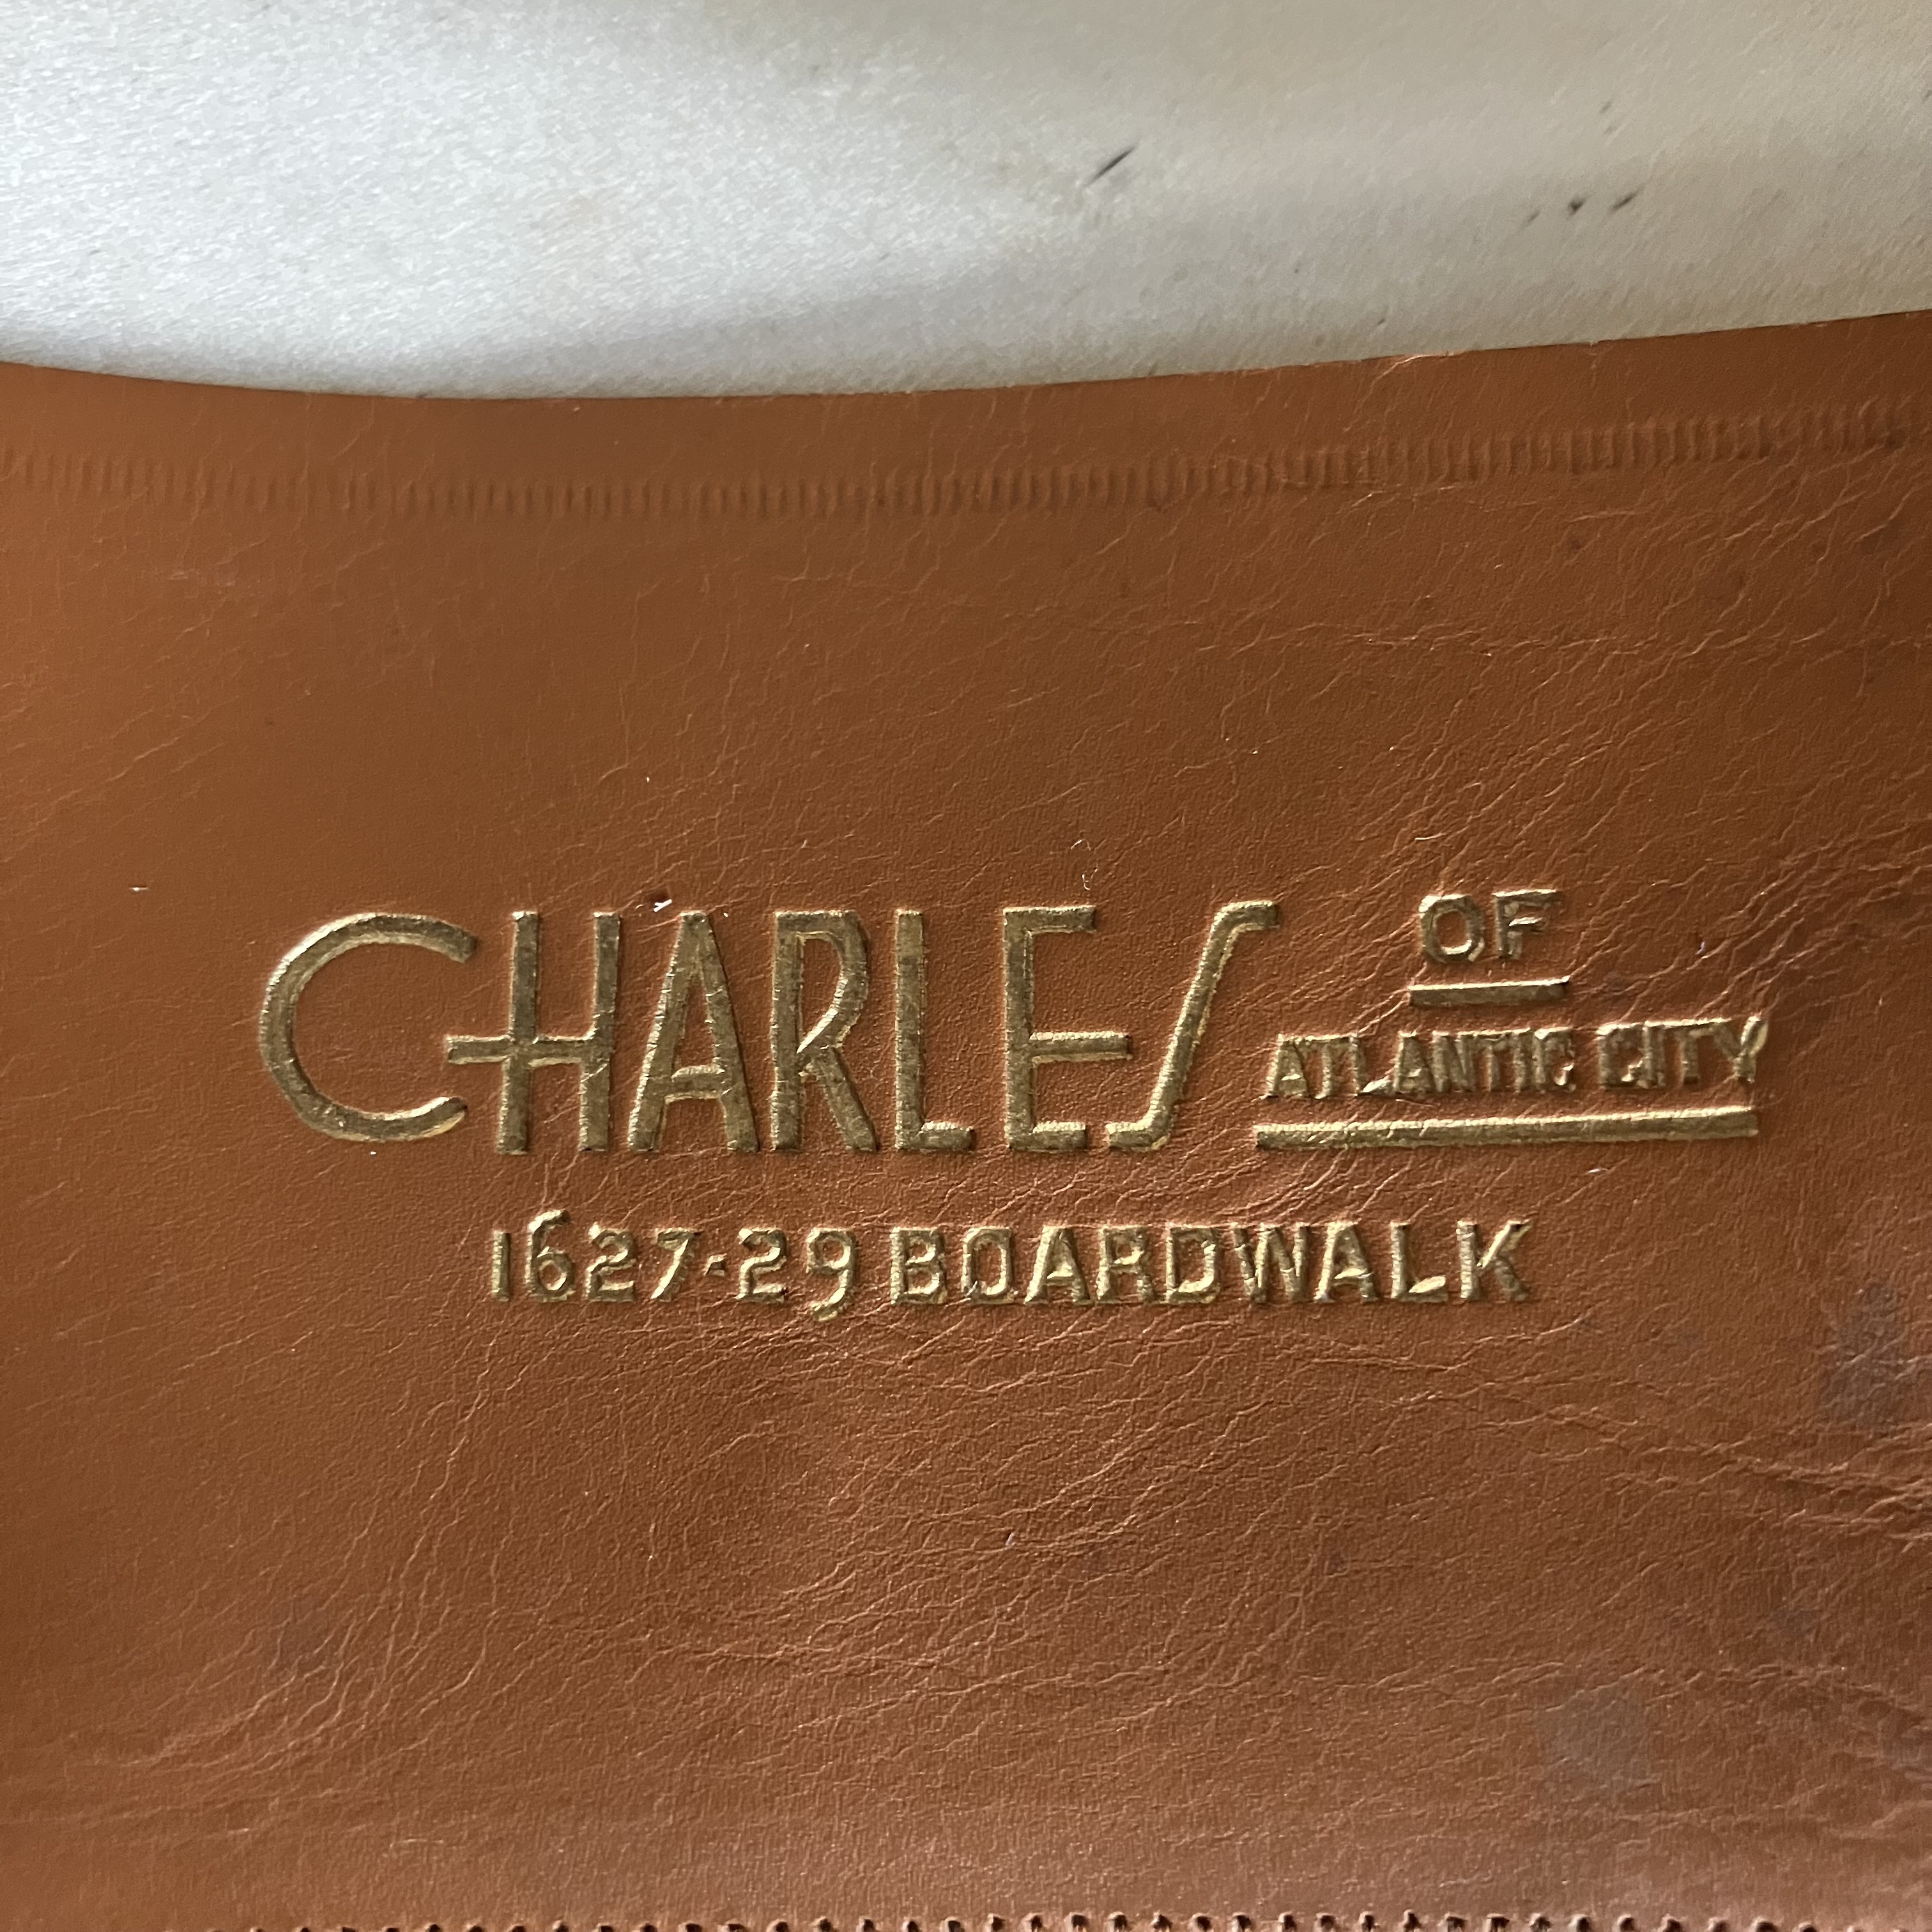 CHARLES OF
ATLANTIC CITY
1627-29 BOARDWALK